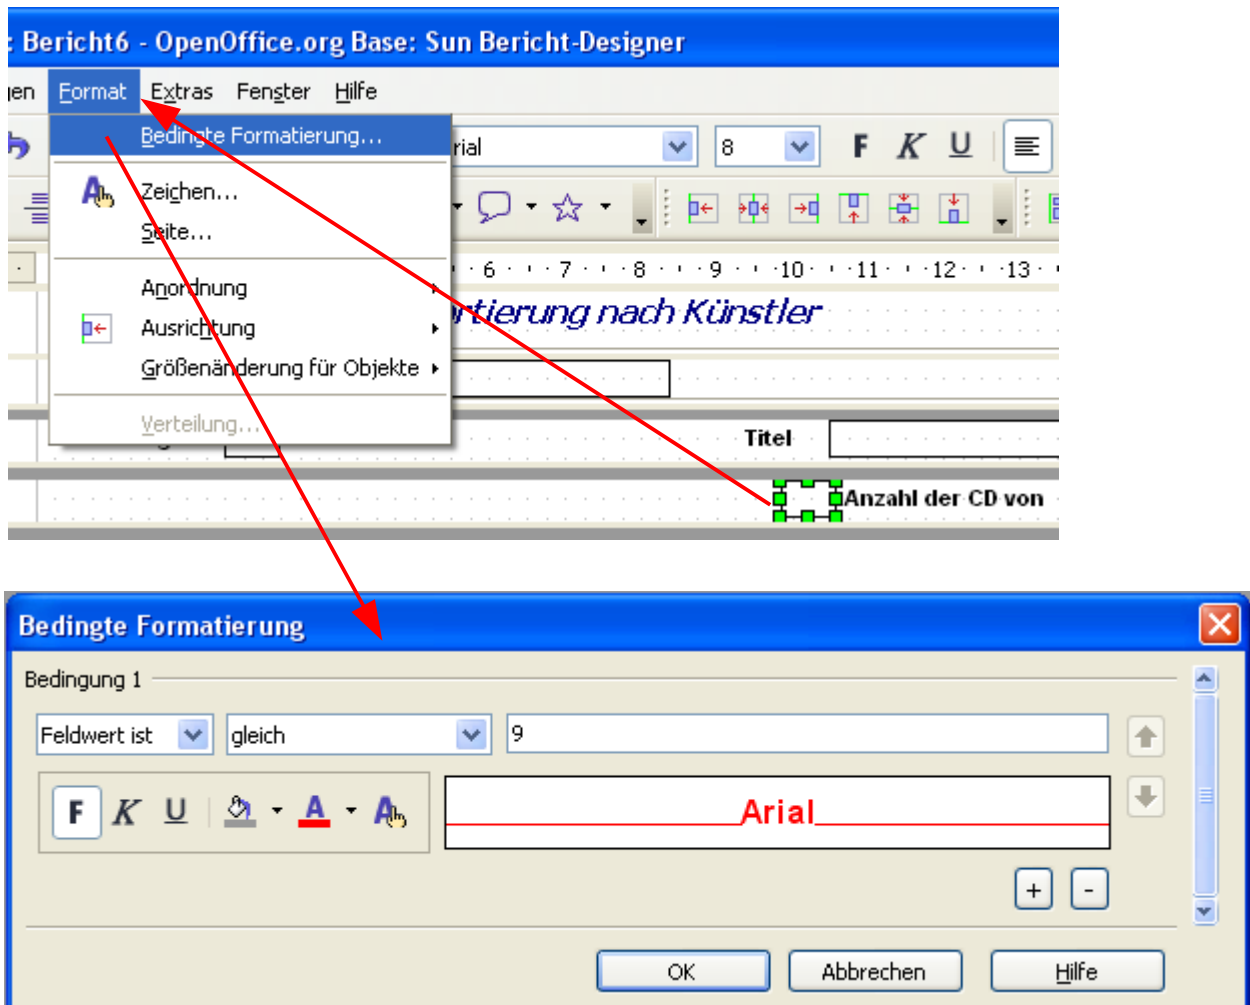 : Bericht6 - OpenOffice.org Base: Sun Bericht-Designer
gen Format Extras Fenster Hilfe
Bedingte Formatierung...
rial 8 F K U
Zeichen...
Seite...
6 7 8 9 10 11 12 13
Anordnung
rtierung nach Künstler
Ausrichtung
Größenänderung für Objekte
Verteilung...
Titel
Anzahl der CD von
Bedingte Formatierung
Bedingung 1
Feldwert ist gleich 9
F K U A A Arial
+ -
OK Abbrechen Hilfe